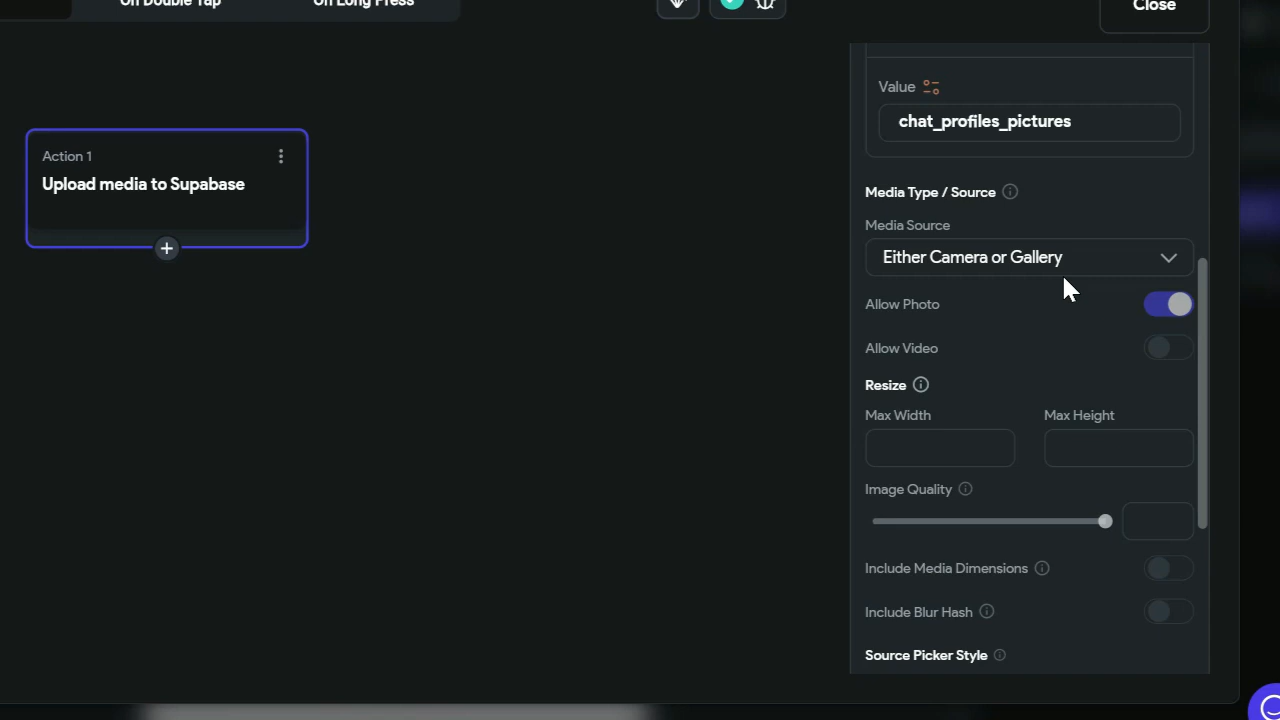 On Double Tap
On Long Press
Close
Value
chat_profiles_pictures
Action 1
Upload media to Supabase
Media Type / Source
Media Source
Either Camera or Gallery
Allow Photo
Allow Video
Resize
Max Width
Max Height
Image Quality
Include Media Dimensions
Include Blur Hash
Source Picker Style